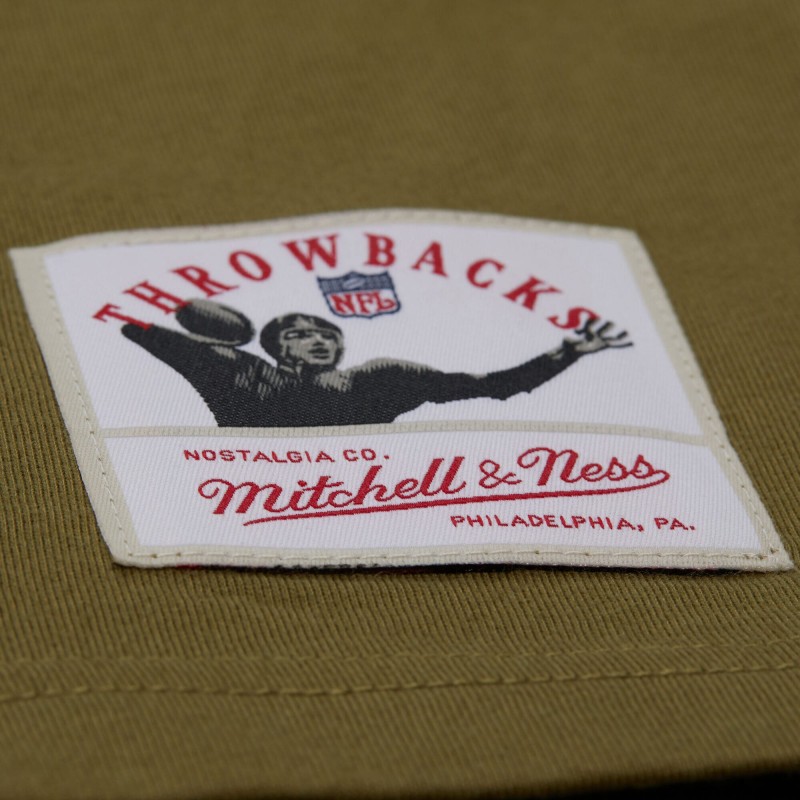 THROWBACKS
NFL
NOSTALGIA CO.
Mitchell & Ness
PHILADELPHIA, PA.